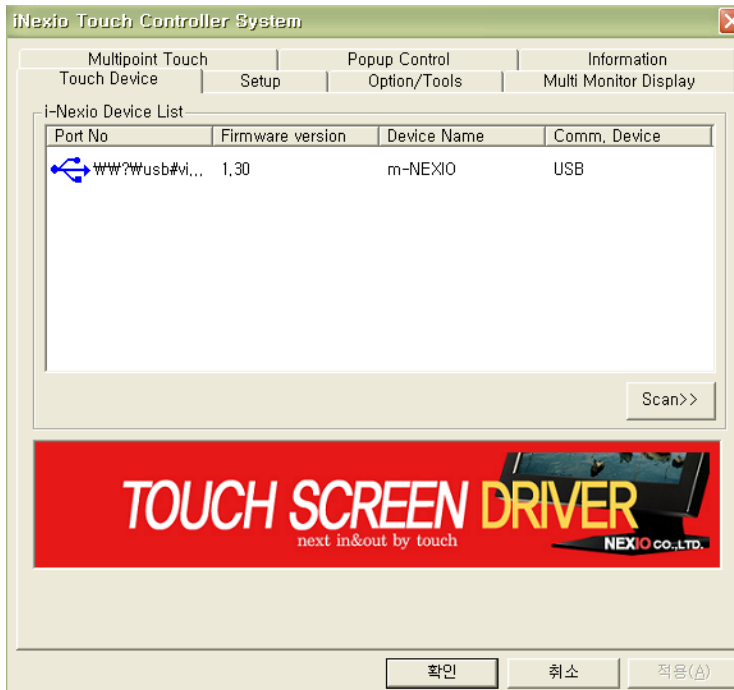 iNexio Touch Controller System
Multipoint Touch Popup Control Information
Touch Device Setup Option/Tools Multi Monitor Display
i-Nexio Device List
Port No Firmware version Device Name Comm, Device
₩₩?₩usb#vi,,, 1,30 m-NEXIO USB
Scan>>
TOUCH SCREEN DRIVER
next in&out by touch
NEXIO CO.,LTD.
확인 취소 적용(A)